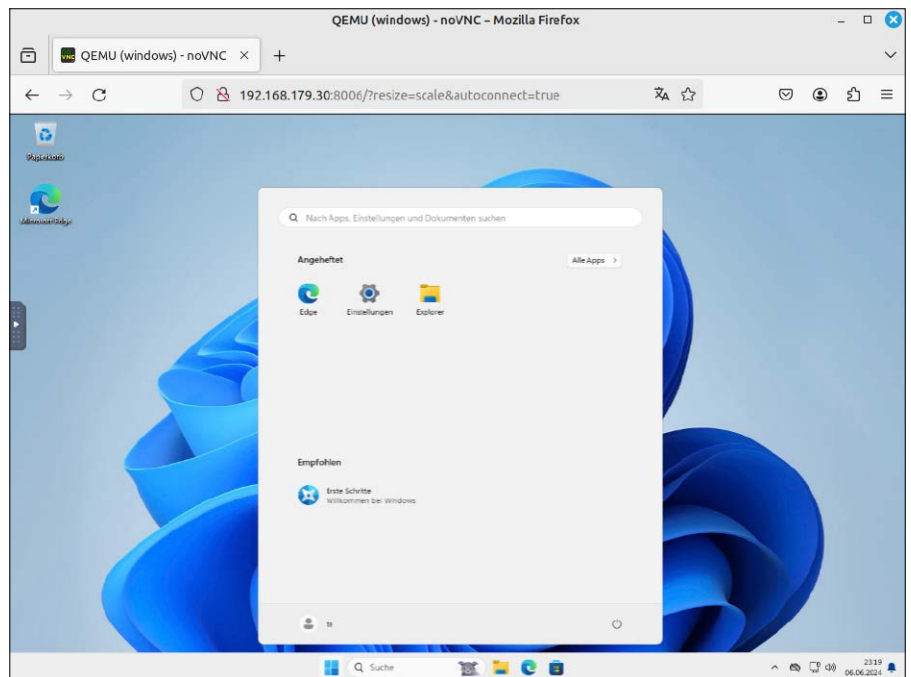 QEMU (windows) - noVNC – Mozilla Firefox
QEMU (windows) - noVNC
192.168.179.30:8006/?resize=scale&autoconnect=true
Papierkorb
Microsoft Edge
Nach Apps, Einstellungen und Dokumenten suchen
Angeheftet
Alle Apps
Edge
Einstellungen
Explorer
Empfohlen
Erste Schritte
Willkommen bei Windows
Suche
23:19
06.06.2024